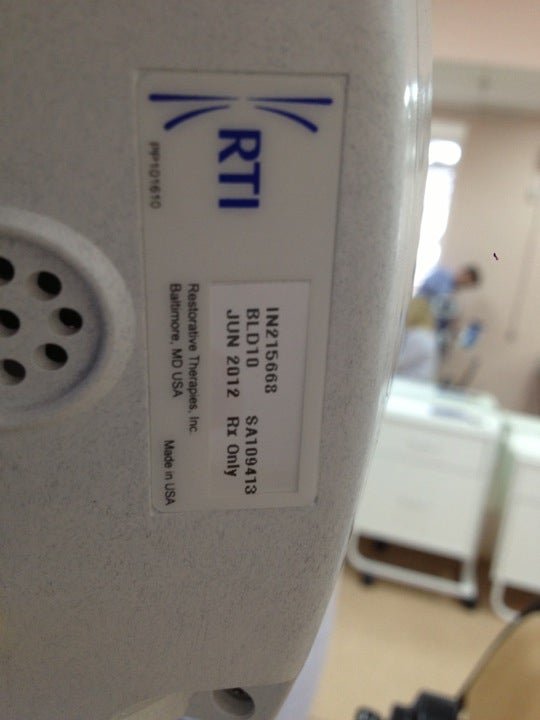 RTI
PP101610
IN215668
BLD10 SA109413
JUN 2012 Rx Only
Restorative Therapies, Inc.
Baltimore, MD USA
Made in USA